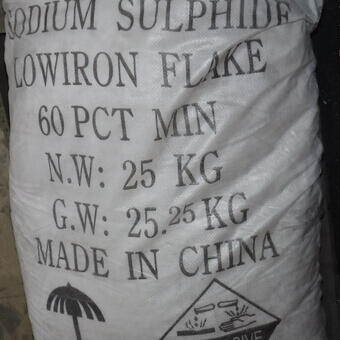 SODIUM SULPHIDE
LOWIRON FLAKE
60 PCT MIN
N.W: 25 KG
G.W: 25.25 KG
MADE IN CHINA